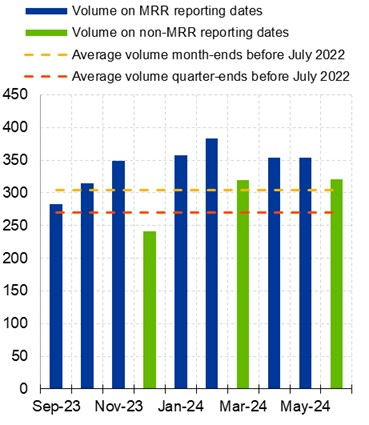 Volume on MRR reporting dates
Volume on non-MRR reporting dates
Average volume month-ends before July 2022
Average volume quarter-ends before July 2022
450
400
350
300
250
200
150
100
50
0
Sep-23 Nov-23 Jan-24 Mar-24 May-24